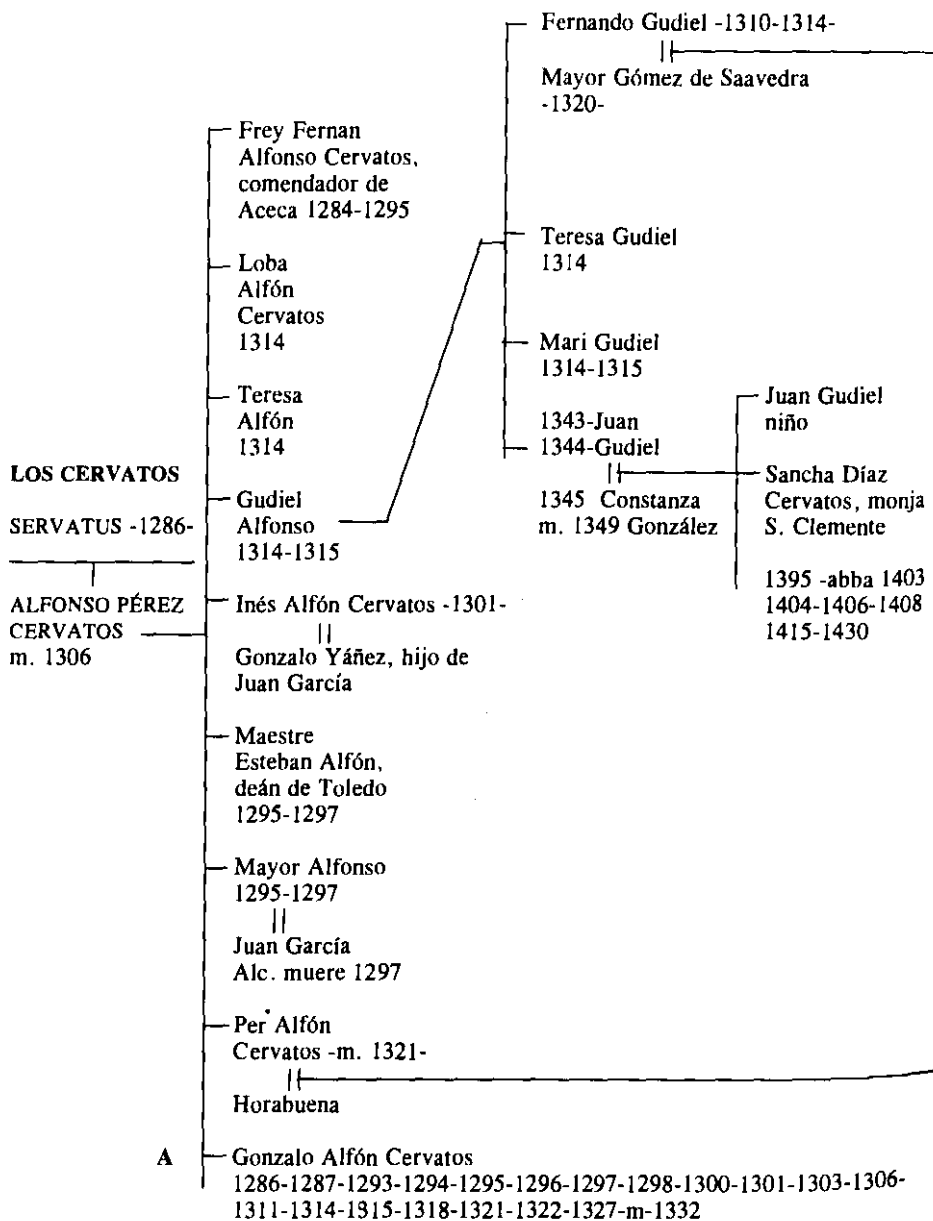 LOS CERVATOS
SERVATUS -1286-
ALFONSO PÉREZ
CERVATOS
m. 1306
Frey Fernan
Alfonso Cervatos,
comendador de
Aceca 1284-1295
Loba
Alfón
Cervatos
1314
Teresa
Alfón
1314
Gudiel
Alfonso
1314-1315
Inés Alfón Cervatos -1301-
Gonzalo Yáñez, hijo de
Juan García
Maestre
Esteban Alfón,
deán de Toledo
1295-1297
Mayor Alfonso
1295-1297
Juan García
Alc. muere 1297
Per Alfón
Cervatos -m. 1321-
Horabuena
A Gonzalo Alfón Cervatos
1286-1287-1293-1294-1295-1296-1297-1298-1300-1301-1303-1306-
1311-1314-1315-1318-1321-1322-1327-m-1332
Fernando Gudiel -1310-1314-
Mayor Gómez de Saavedra
-1320-
Teresa Gudiel
1314
Mari Gudiel
1314-1315
1343-Juan
1344-Gudiel
1345 Constanza
m. 1349 González
Juan Gudiel
niño
Sancha Díaz
Cervatos, monja
S. Clemente
1395 -abba 1403
1404-1406-1408
1415-1430